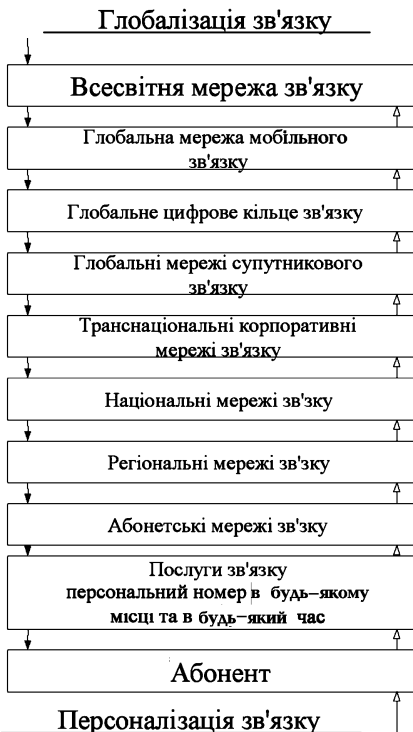 Глобалізація зв'язку
Всесвітня мережа зв'язку
Глобальна мережа мобільного
зв'язку
Глобальне цифрове кільце зв'язку
Глобальні мережі супутникового
зв'язку
Транснаціональні корпоративні
мережі зв'язку
Національні мережі зв'зку
Регіональні мережі зв'зку
Абонетські мережі зв'зку
Послуги зв'язку
персональний номер в будь–якому
місці та в будь–який час
Абонент
Персоналізація зв'язку